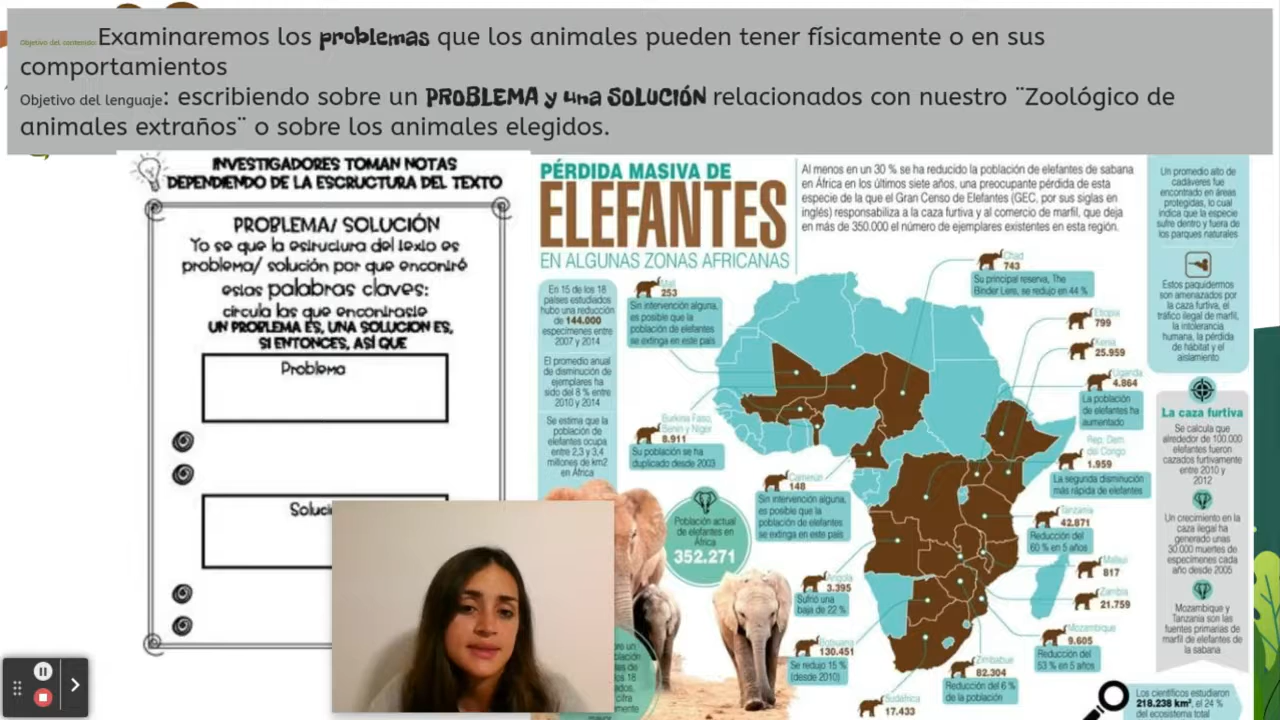 Objetivo del contenido: Examinaremos los problemas que los animales pueden tener físicamente o en sus
comportamientos
Objetivo del lenguaje: escribiendo sobre un PROBLEMA y una SOLUCIÓN relacionados con nuestro ¨Zoológico de
animales extraños¨ o sobre los animales elegidos.
INVESTIGADORES TOMAN NOTAS
DEPENDIENDO DE LA ESCRUCTURA DEL TEXTO
PROBLEMA/ SOLUCIÓN
Yo se que la estructura del texto es
problema/ solución por que encontré
estas palabras claves:
circula las que encontraste
UN PROBLEMA ES, UNA SOLUCION ES,
SI ENTONCES, ASÍ QUE
Problema
PÉRDIDA MASIVA DE
ELEFANTES
EN ALGUNAS ZONAS AFRICANAS
Al menos en un 30 % se ha reducido la población de elefantes de sabana
en África en los últimos siete años, una preocupante pérdida de esta
especie de la que el Gran Censo de Elefantes (GEC, por sus siglas en
inglés) responsabiliza a la caza furtiva y al comercio de marfil, que deja
en más de 350.000 el número de ejemplares existentes en esta región.
En 15 de los 18
países estudiados
hubo una reducción
de 144.000
especímenes entre
2007 y 2014
El promedio anual
de disminución de
ejemplares ha
sido del 8 % entre
2010 y 2014
Se estima que la
población de
elefantes ocupa
entre 2,3 y 3,4
millones de km2
en África
Malí
253
Sin intervención alguna,
es posible que la
población de elefantes
se extinga en este país
Burkina Faso,
Benín y Níger
8.911
Su población se ha
duplicado desde 2003
Camerún
148
Sin intervención alguna,
es posible que la
población de elefantes
se extinga en este país
Población actual
de elefantes en
África
352.271
Angola
3.395
Sufrió una
baja de 22 %
Botsuana
130.451
Se redujo 15 %
(desde 2010)
Sudáfrica
17.433
Chad
743
Su principal reserva, The
Binder Lere, se redujo en 44 %
Etiopía
799
Kenia
25.959
Uganda
4.864
La población
de elefantes ha
aumentado
Rep. Dem.
del Congo
1.959
La segunda disminución
más rápida de elefantes
Tanzania
42.871
Reducción del
60 % en 5 años
Malaui
817
Zambia
21.759
Mozambique
9.605
Reducción del
53 % en 5 años
Zimbabue
82.304
Reducción del 6 %
de la población
Un promedio alto de
cadáveres fue
encontrado en áreas
protegidas, lo cual
indica que la especie
sufre dentro y fuera de
los parques naturales
Estos paquidermos
son amenazados por
la caza furtiva, el
tráfico ilegal de marfil,
la intolerancia
humana, la pérdida
de hábitat y el
aislamiento
La caza furtiva
Se calcula que
alrededor de 100.000
elefantes fueron
cazados furtivamente
entre 2010 y
2012
Un crecimiento en la
caza ilegal ha
generado unas
30.000 muertes de
especímenes cada
año desde 2005
Mozambique y
Tanzania son las
fuentes primarias de
marfil de elefantes de
la sabana
Los científicos estudiaron
218.238 km², el 24 %
del ecosistema total